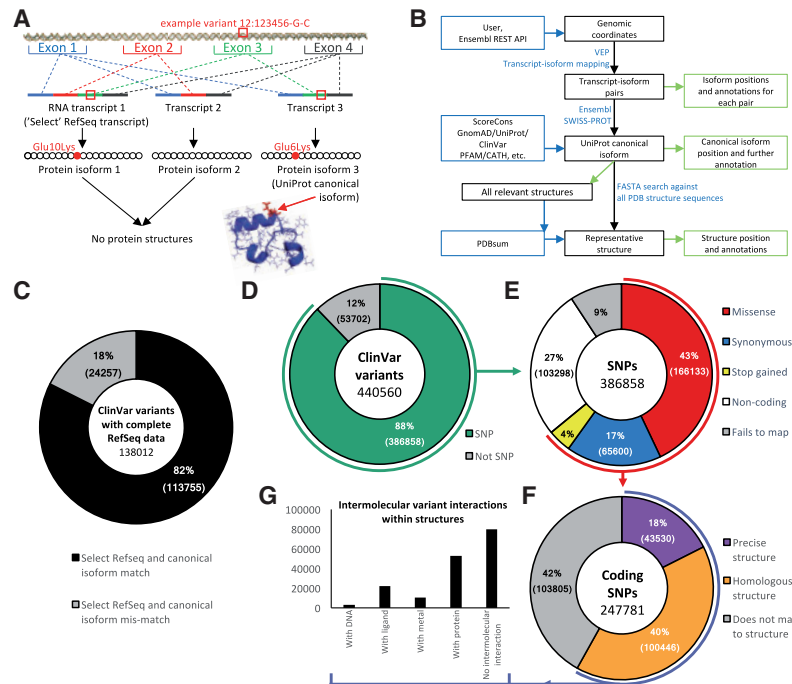 A
example variant 12:123456-G-C
Exon 1
Exon 2
Exon 3
Exon 4
RNA transcript 1
('Select' RefSeq transcript)
Transcript 2
Transcript 3
Glu10Lys
Glu6Lys
Protein isoform 1
Protein isoform 2
Protein isoform 3
(UniProt canonical
isoform)
No protein structures
B
User,
Ensembl REST API
Genomic
coordinates
VEP
Transcript-isoform mapping
Transcript-isoform
pairs
Isoform positions
and annotations for
each pair
Ensembl
SWISS-PROT
ScoreCons
GnomAD/UniProt/
ClinVar
PFAM/CATH, etc.
UniProt canonical
isoform
Canonical isoform
position and further
annotation
All relevant structures
FASTA search against
all PDB structure sequences
PDBsum
Representative
structure
Structure position
and annotations
C
18%
(24257)
ClinVar variants
with complete
RefSeq data
138012
82%
(113755)
Select Refseq and canonical
isoform match
Select RefSeq and canonical
isoform mis-match
D
12%
(53702)
ClinVar
variants
440560
88%
(386858)
SNP
Not SNP
E
9%
27%
(103298)
43%
(166133)
SNPs
386858
4%
17%
(65600)
Missense
Synonymous
Stop gained
Non-coding
Fails to map
F
18%
(43530)
42%
(103805)
Coding
SNPs
247781
40%
(100446)
Precise
structure
Homologous
structure
Does not ma
to structure
G
Intermolecular variant interactions
within structures
100000
80000
60000
40000
20000
0
With DNA
With ligand
With metal
With protein
No intermolecular
interaction